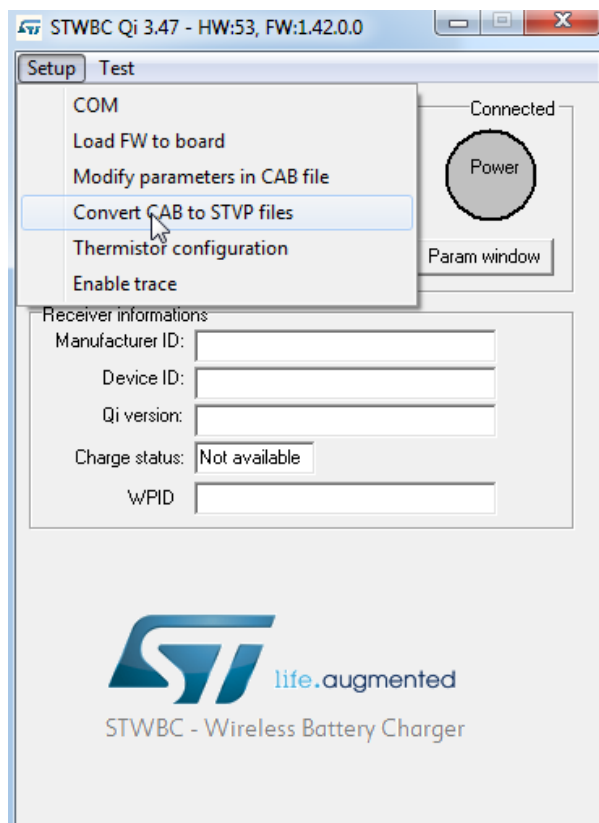 STWBC Qi 3.47 - HW:53, FW:1.42.0.0
Setup Test
COM
Load FW to board
Modify parameters in CAB file
Convert CAB to STVP files
Thermistor configuration
Enable trace
Connected
Power
Param window
Receiver informations
Manufacturer ID:
Device ID:
Qi version:
Charge status: Not available
WPID
ST life.augmented
STWBC - Wireless Battery Charger